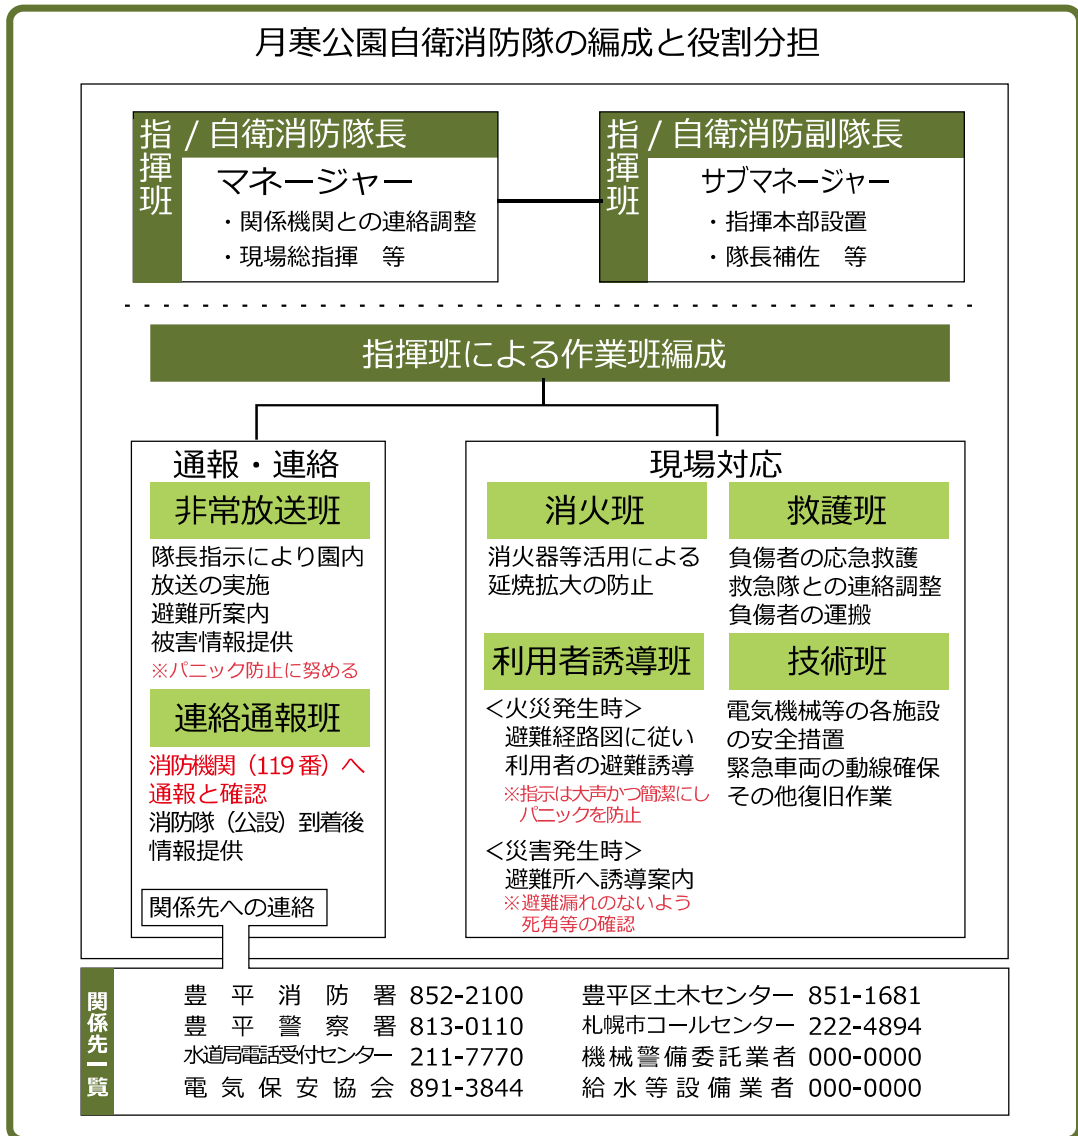 月寒公園自衛消防隊の編成と役割分担
指揮班 / 自衛消防隊長
マネージャー
・関係機関との連絡調整
・現場総指揮　等
指揮班 / 自衛消防副隊長
サブマネージャー
・指揮本部設置
・隊長補佐　等
指揮班による作業班編成
通報・連絡
非常放送班
隊長指示により園内
放送の実施
避難所案内
被害情報提供
※パニック防止に努める
連絡通報班
消防機関（119番）へ
通報と確認
消防隊（公設）到着後
情報提供
関係先への連絡
現場対応
消火班
消火器等活用による
延焼拡大の防止
救護班
負傷者の応急救護
救急隊との連絡調整
負傷者の運搬
利用者誘導班
＜火災発生時＞
避難経路図に従い
利用者の避難誘導
※指示は大声かつ簡潔にし
パニックを防止
＜災害発生時＞
避難所へ誘導案内
※避難漏れのないよう
死角等の確認
技術班
電気機械等の各施設
の安全措置
緊急車両の動線確保
その他復旧作業
関係先一覧
豊平消防署 852-2100
豊平警察署 813-0110
水道局電話受付センター 211-7770
電気保安協会 891-3844
豊平区土木センター 851-1681
札幌市コールセンター 222-4894
機械警備委託業者 000-0000
給水等設備業者 000-0000